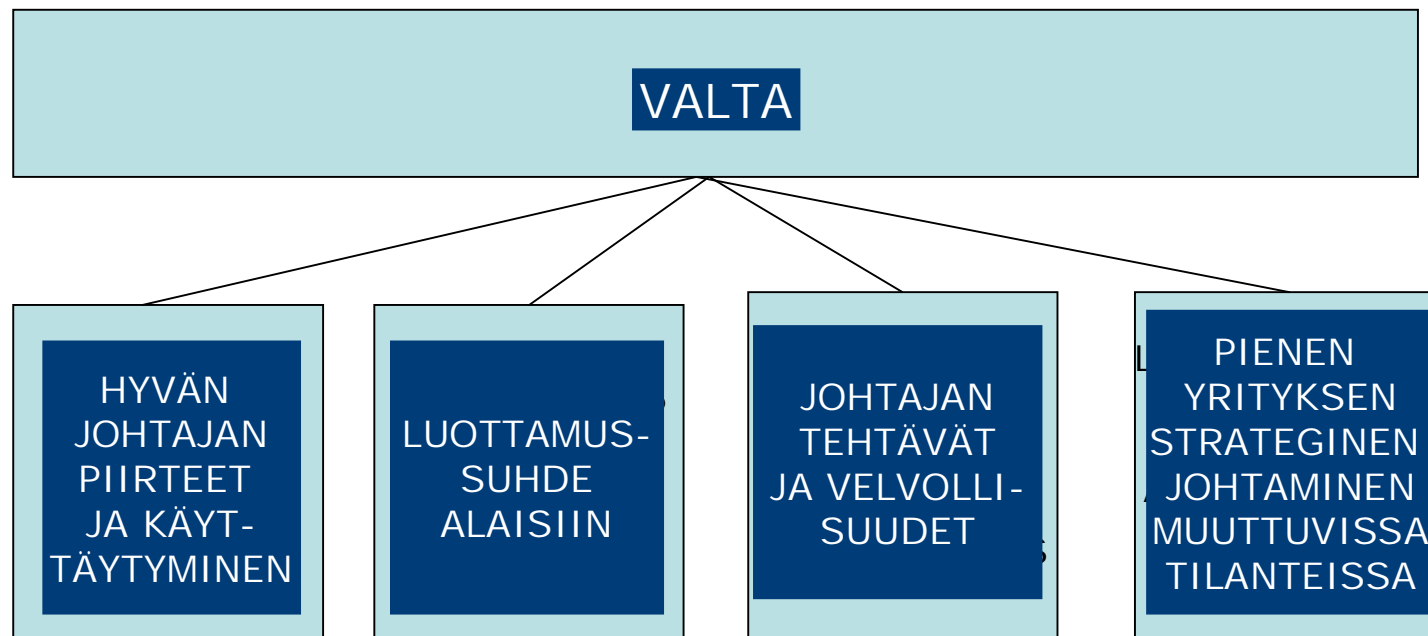 VALTA
HYVÄN
JOHTAJAN
PIIRTEET
JA KÄYT-
TÄYTYMINEN
LUOTTAMUS-
SUHDE
ALAISIIN
JOHTAJAN
TEHTÄVÄT
JA VELVOLLI-
SUUDET
PIENEN
YRITYKSEN
STRATEGINEN
JOHTAMINEN
MUUTTUVISSA
TILANTEISSA